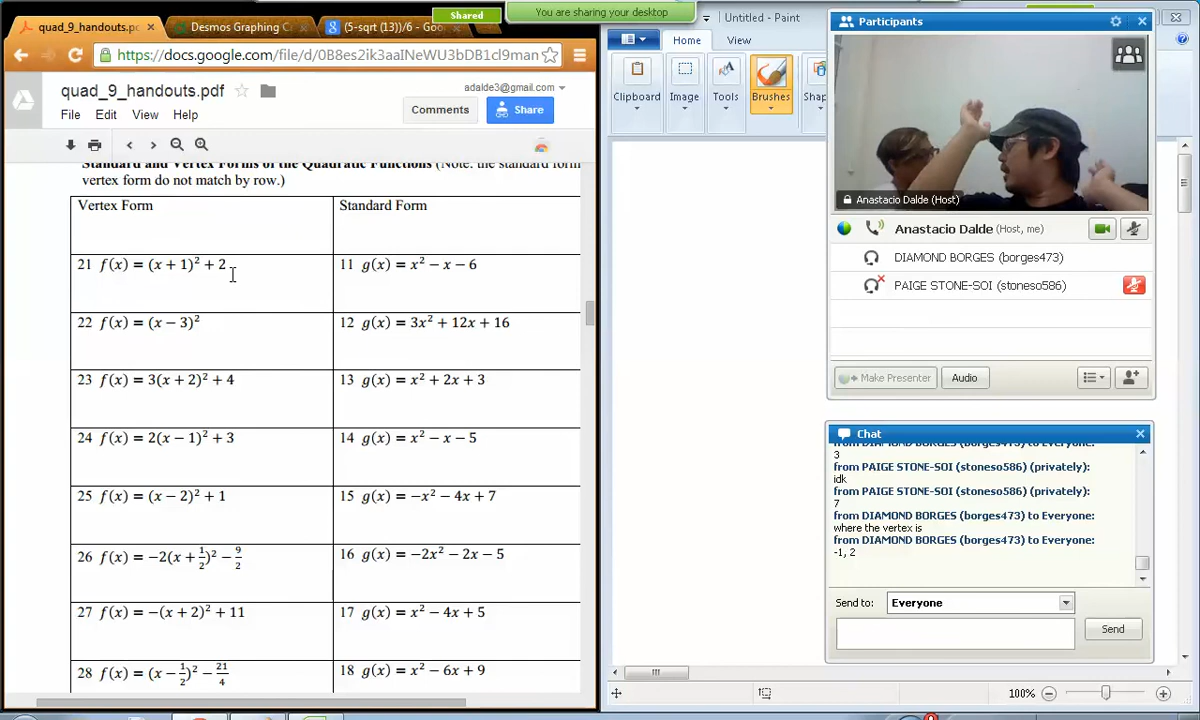 Shared
You are sharing your desktop
quad_9_handouts.pc
Desmos Graphing C
(5-sqrt (13))/6 - G
Untitled - Paint
https://docs.google.com/file/d/0B8es2ik3aaINeWU3bDB1cl9man
quad_9_handouts.pdf
adalde3@gmail.com
Comments
Share
File Edit View Help
Standard and Vertex Forms of the Quadratic Functions (Note: the standard form
vertex form do not match by row.)
Vertex Form Standard Form
21 f(x) = (x + 1)² + 2 11 g(x) = x² − x − 6
22 f(x) = (x − 3)² 12 g(x) = 3x² + 12x + 16
23 f(x) = 3(x + 2)² + 4 13 g(x) = x² + 2x + 3
24 f(x) = 2(x − 1)² + 3 14 g(x) = x² − x − 5
25 f(x) = (x − 2)² + 1 15 g(x) = −x² − 4x + 7
26 f(x) = −2(x + 1/2)² − 9/2 16 g(x) = −2x² − 2x − 5
27 f(x) = −(x + 2)² + 11 17 g(x) = x² − 4x + 5
28 f(x) = (x − 1/2)² − 21/4 18 g(x) = x² − 6x + 9
Home View
Clipboard Image Tools Brushes Shap
100%
Participants
Anastacio Dalde (Host)
Anastacio Dalde (Host, me)
DIAMOND BORGES (borges473)
PAIGE STONE-SOI (stoneso586)
Make Presenter
Audio
Chat
from DIAMOND BORGES (borges473) to Everyone:
3
from PAIGE STONE-SOI (stoneso586) (privately):
idk
from PAIGE STONE-SOI (stoneso586) (privately):
7
from DIAMOND BORGES (borges473) to Everyone:
where the vertex is
from DIAMOND BORGES (borges473) to Everyone:
-1, 2
Send to: Everyone
Send